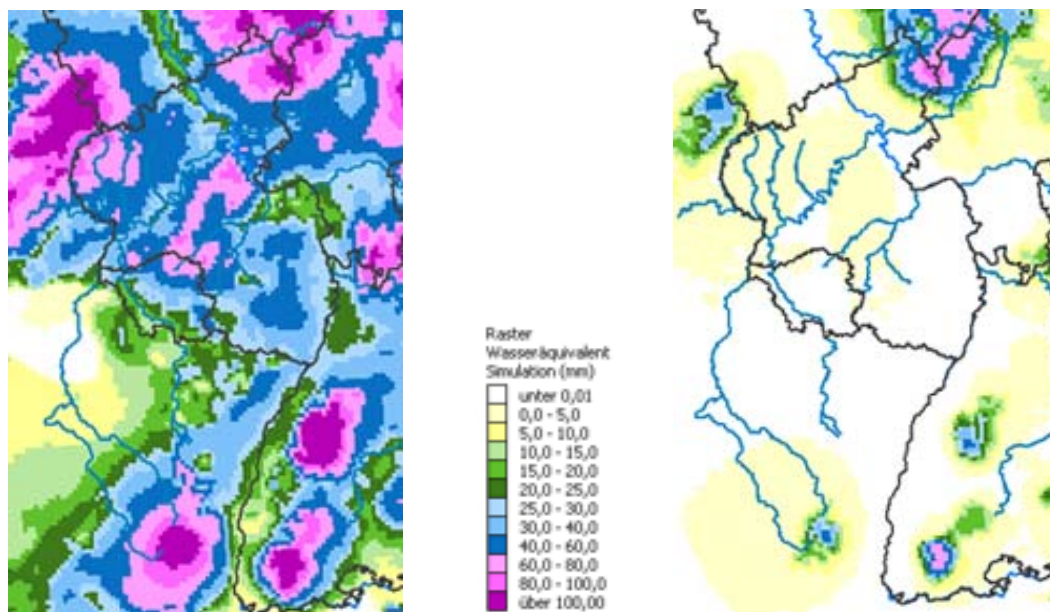 Raster
Wasseräquivalent
Simulation (mm)
unter 0,01
0,0 - 5,0
5,0 - 10,0
10,0 - 15,0
15,0 - 20,0
20,0 - 25,0
25,0 - 30,0
30,0 - 40,0
40,0 - 60,0
60,0 - 80,0
80,0 - 100,0
über 100,00